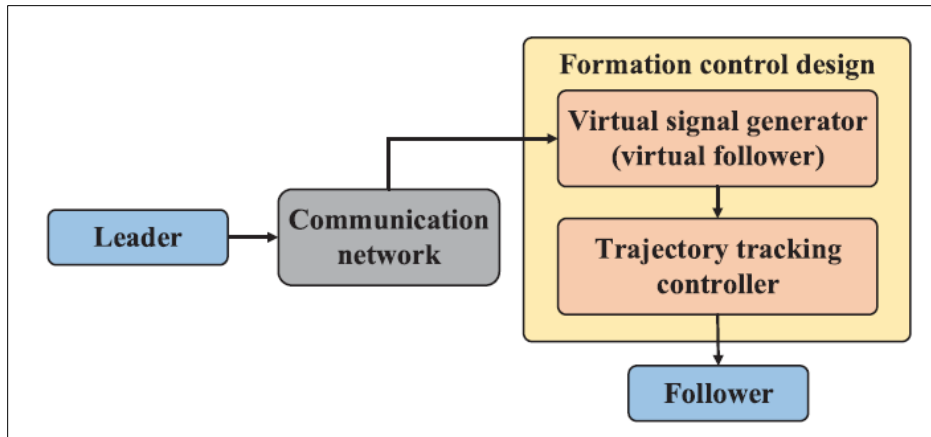 Formation control design
Virtual signal generator
(virtual follower)
Communication
network
Leader
Trajectory tracking
controller
Follower